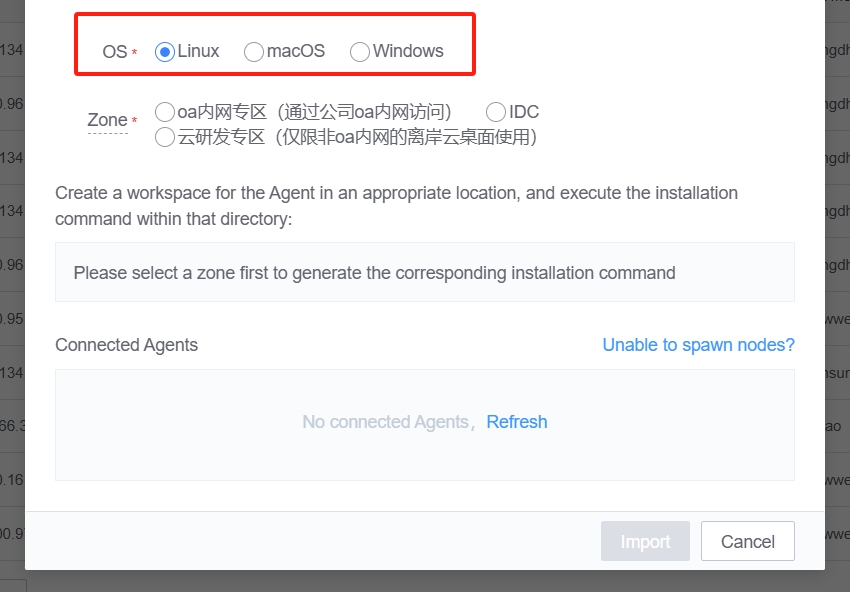 OS * Linux macOS Windows
Zone * oa内网专区（通过公司oa内网访问） IDC
云研发专区（仅限非oa内网的离岸云桌面使用）
Create a workspace for the Agent in an appropriate location, and execute the installation
command within that directory:
Please select a zone first to generate the corresponding installation command
Connected Agents Unable to spawn nodes?
No connected Agents， Refresh
Import Cancel